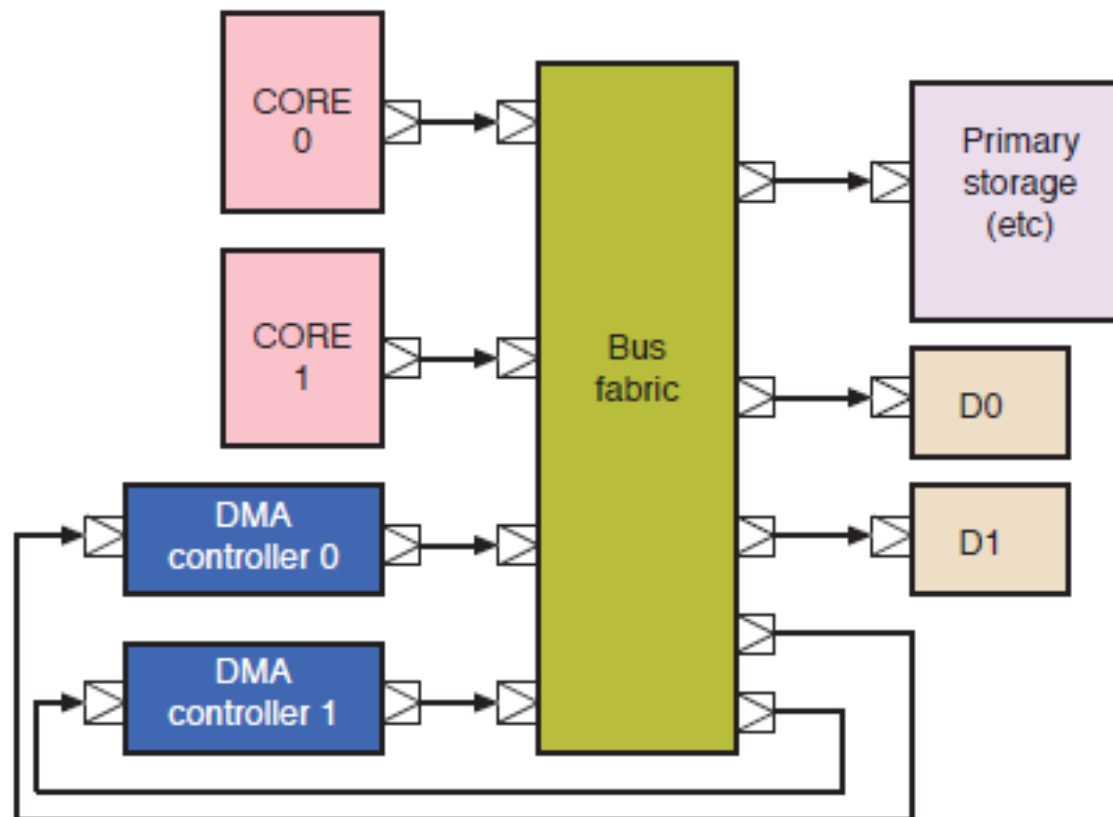 CORE
0
CORE
1
DMA
controller 0
DMA
controller 1
Bus
fabric
Primary
storage
(etc)
D0
D1